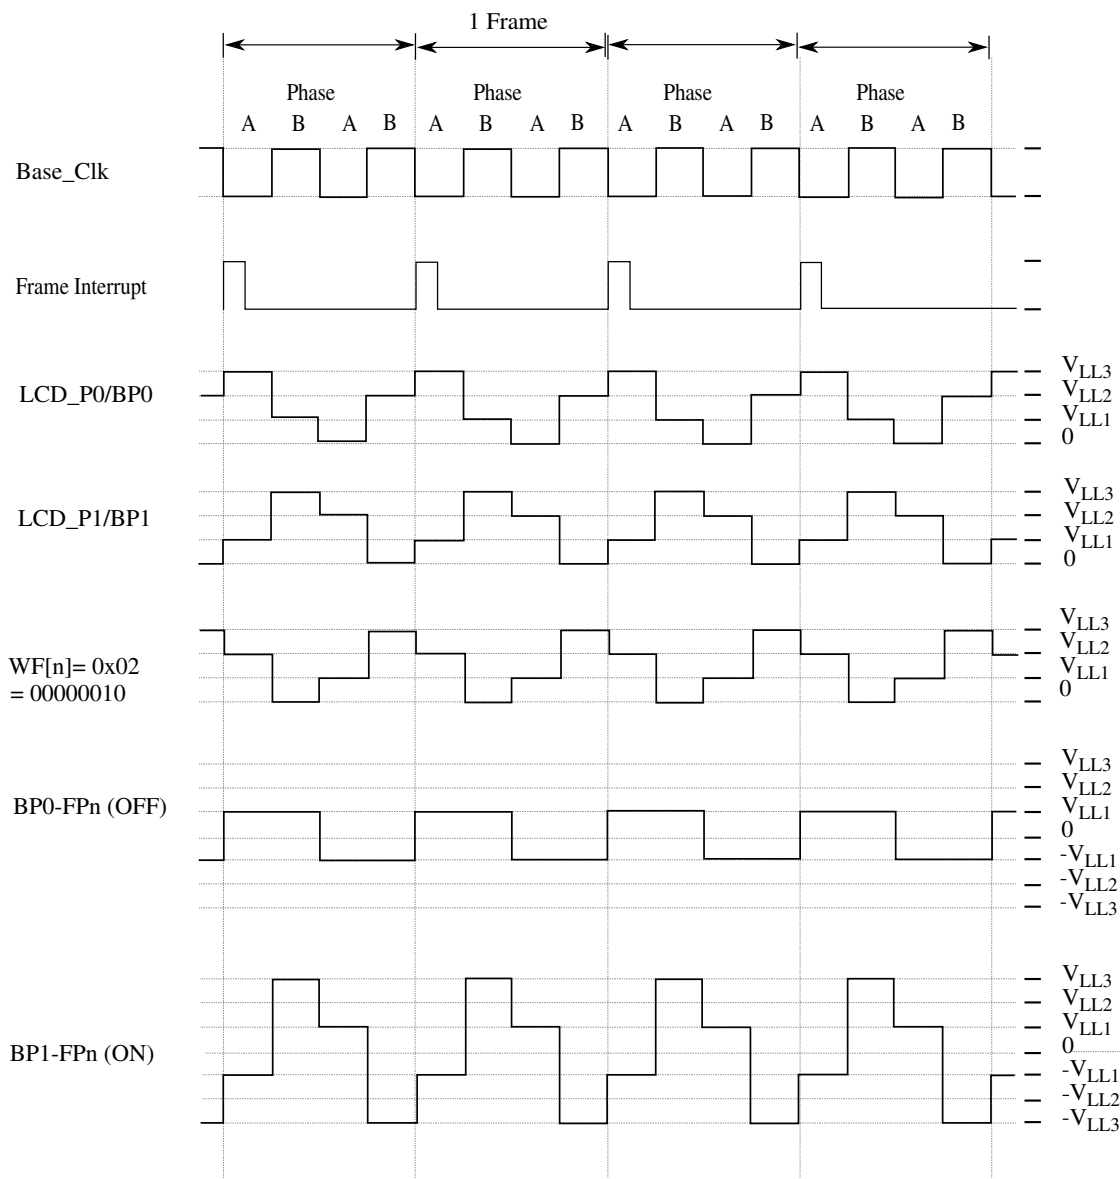 1 Frame
Phase Phase Phase Phase
A B A B A B A B A B A B A B A B
Base_Clk
Frame Interrupt
LCD_P0/BP0
VLL3
VLL2
VLL1
0
LCD_P1/BP1
VLL3
VLL2
VLL1
0
WF[n]= 0x02
= 00000010
VLL3
VLL2
VLL1
0
BP0-FPn (OFF)
VLL3
VLL2
VLL1
0
-VLL1
-VLL2
-VLL3
BP1-FPn (ON)
VLL3
VLL2
VLL1
0
-VLL1
-VLL2
-VLL3